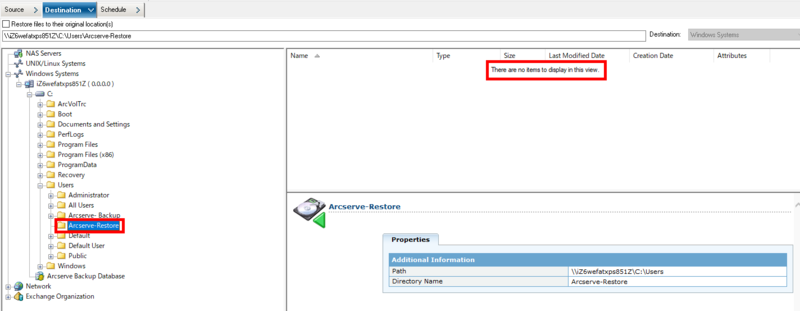 Source
Destination
Schedule
Restore files to their original location(s)
\\iZ6wefatxps851Z\C:\Users\Arcserve-Restore
Destination:
Windows Systems
NAS Servers
UNIX/Linux Systems
Windows Systems
iZ6wefatxps851Z ( 0.0.0.0 )
C:
ArcVolTrc
Boot
Documents and Settings
PerfLogs
Program Files
Program Files (x86)
ProgramData
Recovery
Users
Administrator
All Users
Arcserve- Backup
Arcserve-Restore
Default
Default User
Public
Windows
Arcserve Backup Database
Network
Exchange Organization
Name Type Size Last Modified Date Creation Date Attributes
There are no items to display in this view.
Arcserve-Restore
Properties
Additional Information
Path \\iZ6wefatxps851Z\C:\Users
Directory Name Arcserve-Restore